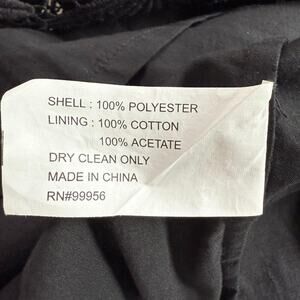 SHELL : 100% POLYESTER
LINING : 100% COTTON
100% ACETATE
DRY CLEAN ONLY
MADE IN CHINA
RN#99956